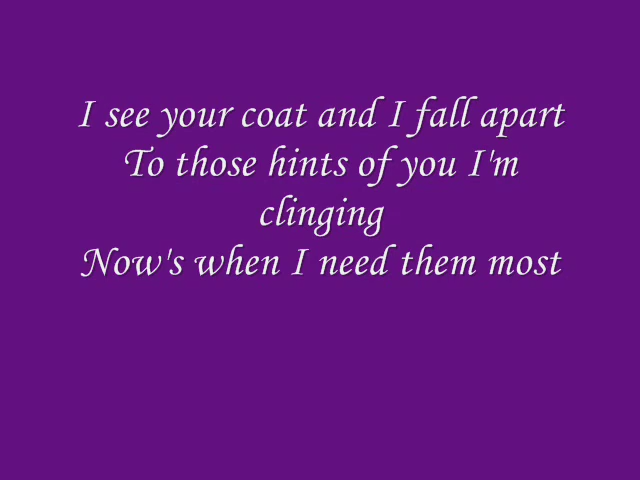 I see your coat and I fall apart
To those hints of you I'm
clinging
Now's when I need them most